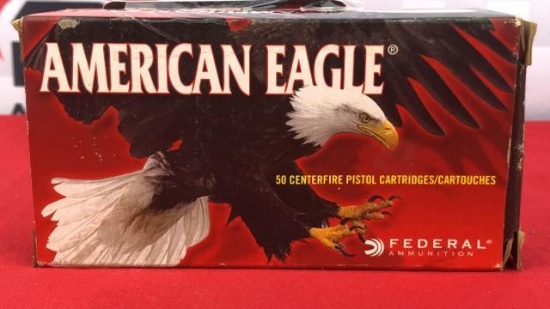 AMERICAN EAGLE®
50 CENTERFIRE PISTOL CARTRIDGES/CARTOUCHES
FEDERAL®
AMMUNITION